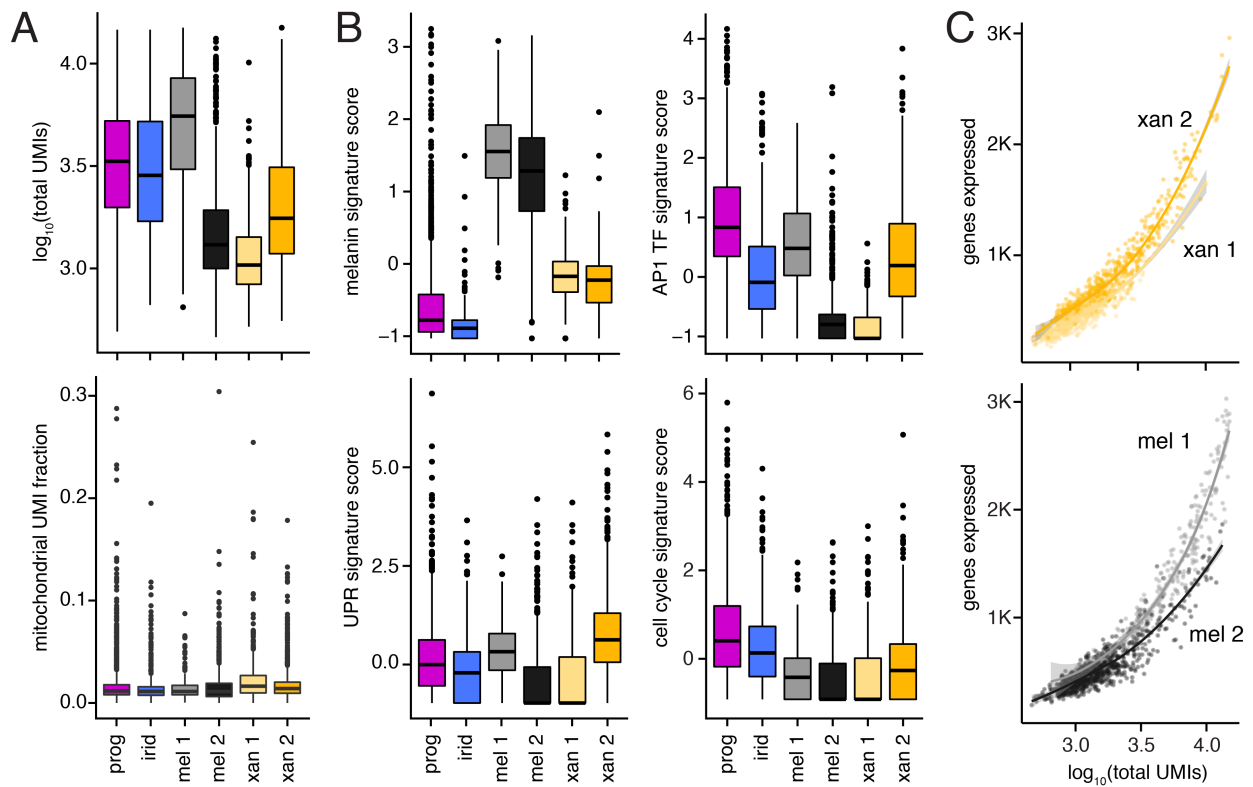 A
B
C
log10(total UMIs)
4.0
3.5
3.0
melanin signature score
3
2
1
0
−1
AP1 TF signature score
4
3
2
1
0
−1
genes expressed
3K
2K
1K
xan 2
xan 1
mitochondrial UMI fraction
0.3
0.2
0.1
0.0
prog
irid
mel 1
mel 2
xan 1
xan 2
UPR signature score
5.0
2.5
0.0
prog
irid
mel 1
mel 2
xan 1
xan 2
cell cycle signature score
6
4
2
0
prog
irid
mel 1
mel 2
xan 1
xan 2
genes expressed
3K
2K
1K
mel 1
mel 2
3.0 3.5 4.0
log10(total UMIs)